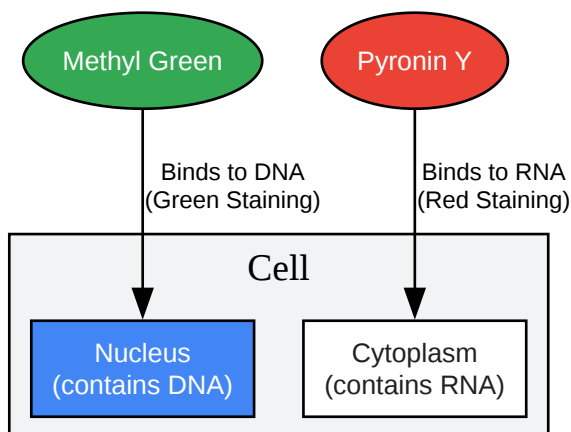 Methyl Green
Pyronin Y
Binds to DNA
(Green Staining)
Binds to RNA
(Red Staining)
Cell
Nucleus
(contains DNA)
Cytoplasm
(contains RNA)